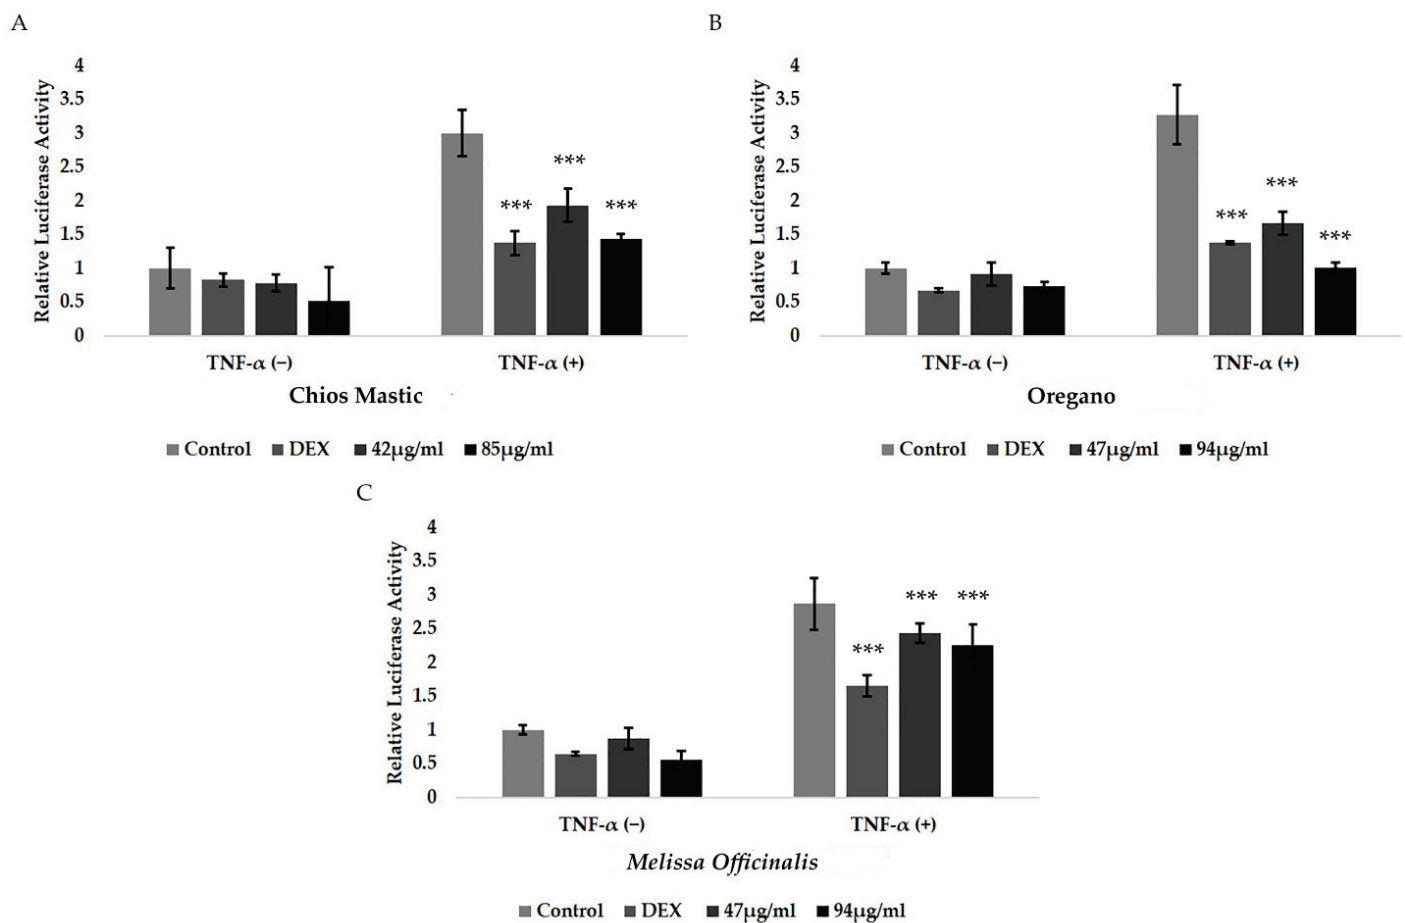 A
Relative Luciferase Activity
4
3.5
3
2.5
2
1.5
1
0.5
0
*** *** ***
TNF-α (−) TNF-α (+)
Chios Mastic
Control DEX 42µg/ml 85µg/ml
B
Relative Luciferase Activity
4
3.5
3
2.5
2
1.5
1
0.5
0
*** *** ***
TNF-α (−) TNF-α (+)
Oregano
Control DEX 47µg/ml 94µg/ml
C
Relative Luciferase Activity
4
3.5
3
2.5
2
1.5
1
0.5
0
*** *** ***
TNF-α (−) TNF-α (+)
Melissa Officinalis
Control DEX 47µg/ml 94µg/ml